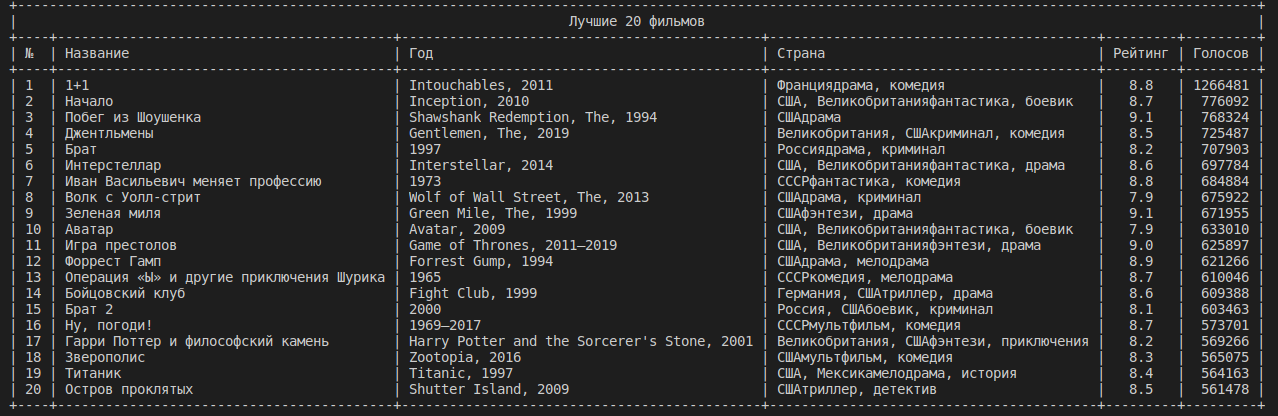 Лучшие 20 фильмов
№ | Название | Год | Страна | Рейтинг | Голосов
1 | 1+1 | Intouchables, 2011 | Франциядрама, комедия | 8.8 | 1266481
2 | Начало | Inception, 2010 | США, Великобританияфантастика, боевик | 8.7 | 776092
3 | Побег из Шоушенка | Shawshank Redemption, The, 1994 | СШАдрама | 9.1 | 768324
4 | Джентльмены | Gentlemen, The, 2019 | Великобритания, СШАкриминал, комедия | 8.5 | 725487
5 | Брат | 1997 | Россиядрама, криминал | 8.2 | 707903
6 | Интерстеллар | Interstellar, 2014 | США, Великобританияфантастика, драма | 8.6 | 697784
7 | Иван Васильевич меняет профессию | 1973 | СССРфантастика, комедия | 8.8 | 684884
8 | Волк с Уолл-стрит | Wolf of Wall Street, The, 2013 | СШАдрама, криминал | 7.9 | 675922
9 | Зеленая миля | Green Mile, The, 1999 | СШАфэнтези, драма | 9.1 | 671955
10 | Аватар | Avatar, 2009 | США, Великобританияфантастика, боевик | 7.9 | 633010
11 | Игра престолов | Game of Thrones, 2011–2019 | США, Великобританияфэнтези, драма | 9.0 | 625897
12 | Форрест Гамп | Forrest Gump, 1994 | СШАдрама, мелодрама | 8.9 | 621266
13 | Операция «Ы» и другие приключения Шурика | 1965 | СССРкомедия, мелодрама | 8.7 | 610046
14 | Бойцовский клуб | Fight Club, 1999 | Германия, СШАтриллер, драма | 8.6 | 609388
15 | Брат 2 | 2000 | Россия, СШАбоевик, криминал | 8.1 | 603463
16 | Ну, погоди! | 1969–2017 | СССРмультфильм, комедия | 8.7 | 573701
17 | Гарри Поттер и философский камень | Harry Potter and the Sorcerer's Stone, 2001 | Великобритания, СШАфэнтези, приключения | 8.2 | 569266
18 | Зверополис | Zootopia, 2016 | СШАмультфильм, комедия | 8.3 | 565075
19 | Титаник | Titanic, 1997 | США, Мексикамелодрама, история | 8.4 | 564163
20 | Остров проклятых | Shutter Island, 2009 | СШАтриллер, детектив | 8.5 | 561478